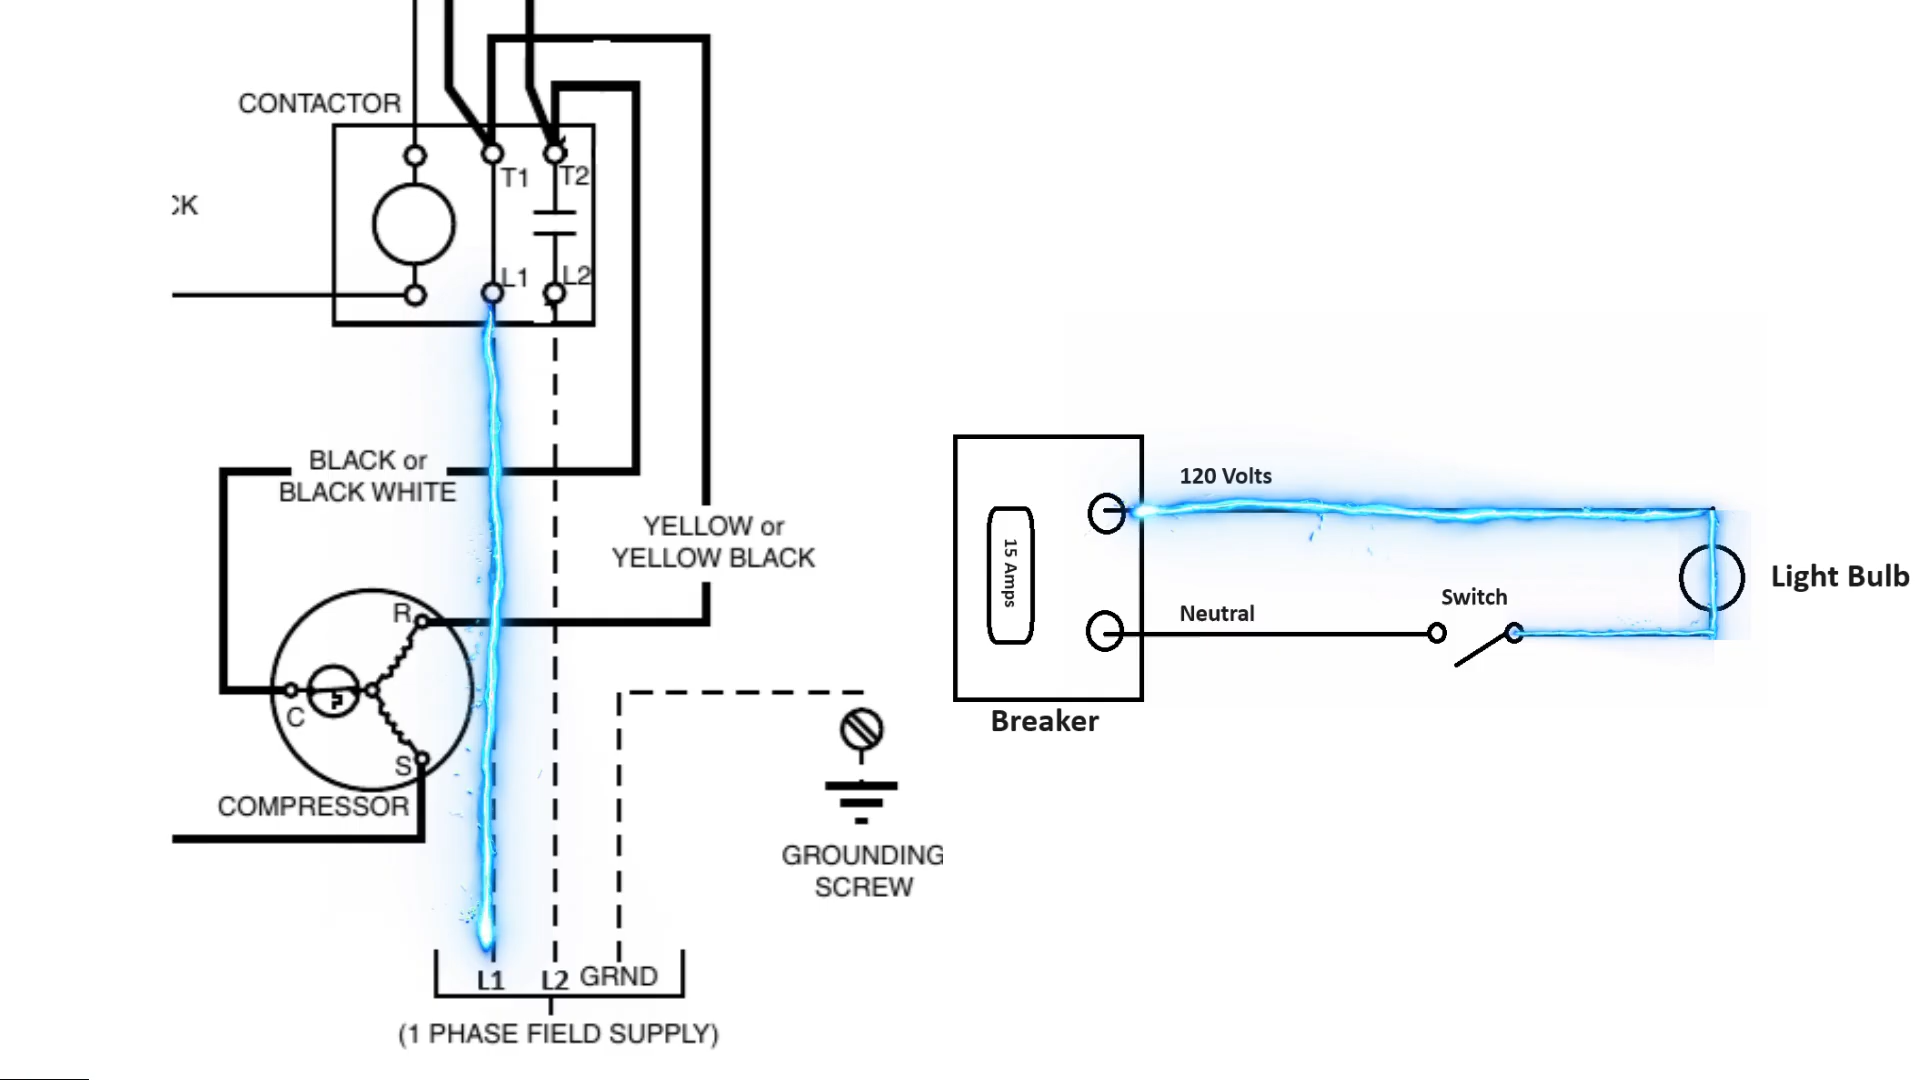 CONTACTOR
T1
T2
CK
L1
L2
BLACK or
BLACK WHITE
YELLOW or
YELLOW BLACK
R
C
S
COMPRESSOR
GROUNDING
SCREW
L1 L2 GRND
(1 PHASE FIELD SUPPLY)
120 Volts
15 Amps
Neutral
Switch
Light Bulb
Breaker